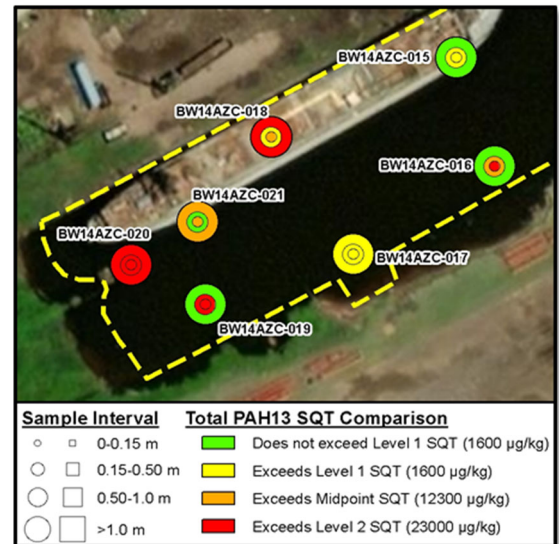 BW14AZC-015
BW14AZC-018
BW14AZC-016
BW14AZC-021
BW14AZC-020
BW14AZC-017
BW14AZC-019
Sample Interval
0-0.15 m
0.15-0.50 m
0.50-1.0 m
>1.0 m
Total PAH13 SQT Comparison
Does not exceed Level 1 SQT (1600 µg/kg)
Exceeds Level 1 SQT (1600 µg/kg)
Exceeds Midpoint SQT (12300 µg/kg)
Exceeds Level 2 SQT (23000 µg/kg)